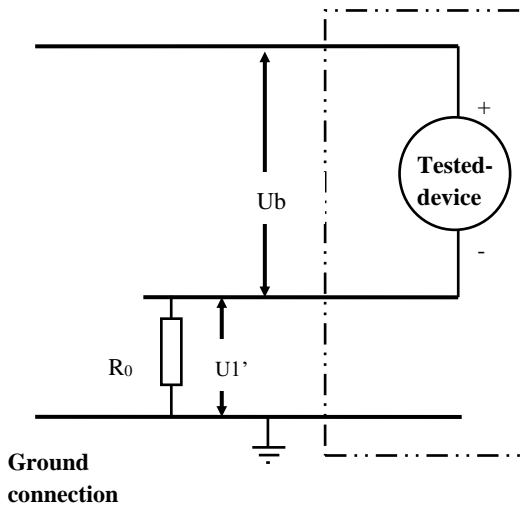 +
Tested-
device
Ub
-
R₀
U1’
Ground
connection